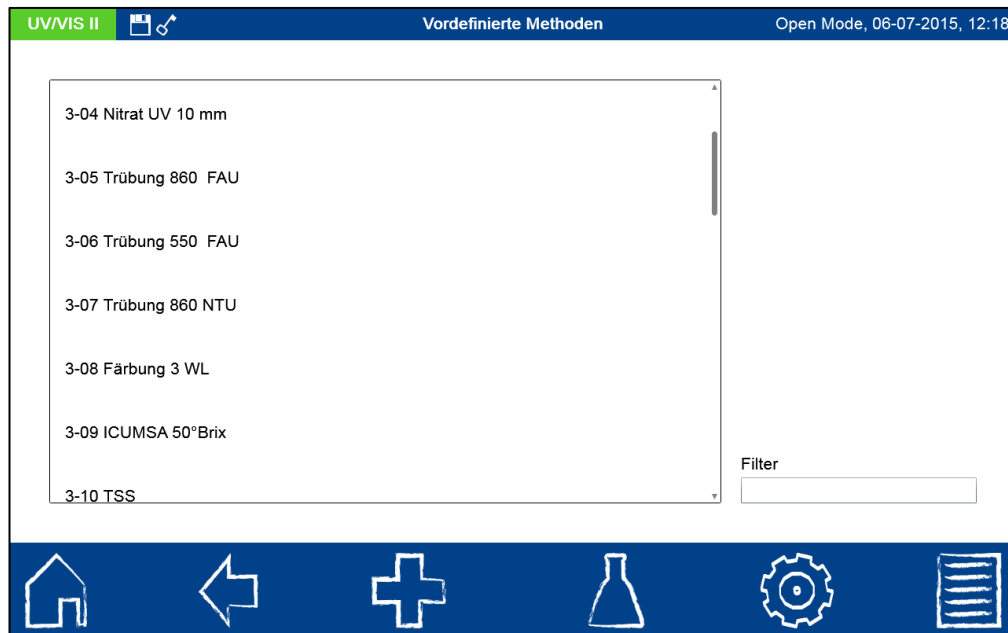 UV/VIS II Vordefinierte Methoden Open Mode, 06-07-2015, 12:18
3-04 Nitrat UV 10 mm
3-05 Trübung 860  FAU
3-06 Trübung 550  FAU
3-07 Trübung 860 NTU
3-08 Färbung 3 WL
3-09 ICUMSA 50°Brix
3-10 TSS
Filter